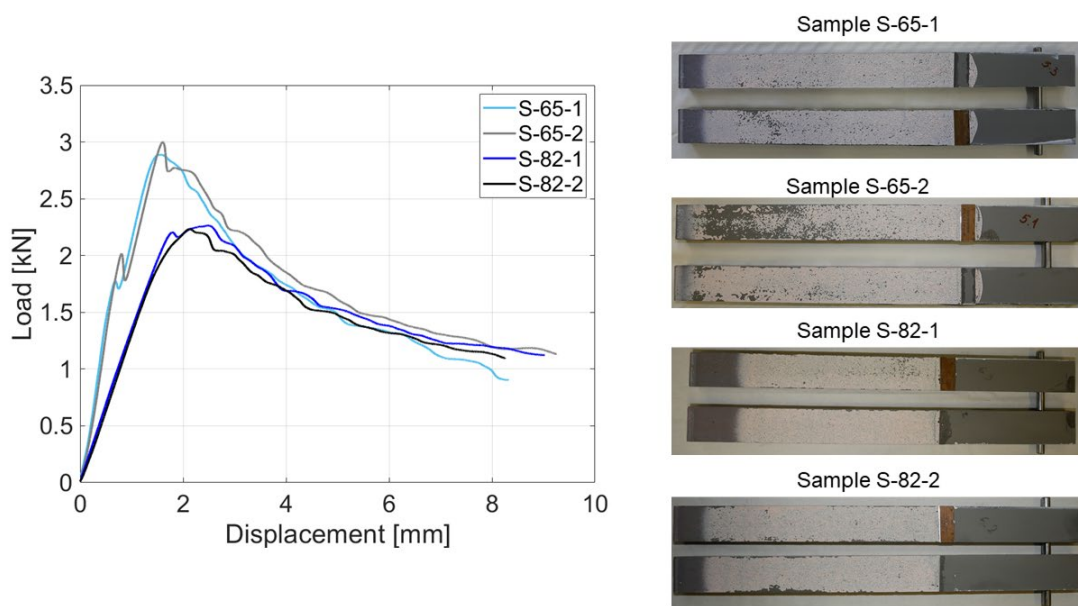 Sample S-65-1
3.5
3
2.5
2
1.5
1
0.5
0
S-65-1
S-65-2
S-82-1
S-82-2
Load [kN]
0 2 4 6 8 10
Displacement [mm]
Sample S-65-2
5.1
Sample S-82-1
Sample S-82-2